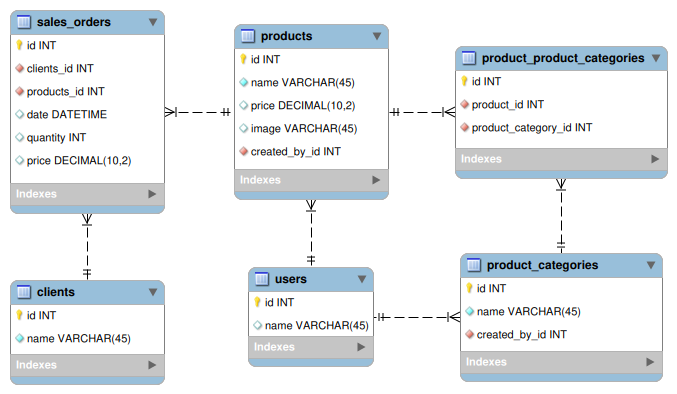 sales_orders
id INT
clients_id INT
products_id INT
date DATETIME
quantity INT
price DECIMAL(10,2)
Indexes
products
id INT
name VARCHAR(45)
price DECIMAL(10,2)
image VARCHAR(45)
created_by_id INT
Indexes
product_product_categories
id INT
product_id INT
product_category_id INT
Indexes
clients
id INT
name VARCHAR(45)
Indexes
users
id INT
name VARCHAR(45)
Indexes
product_categories
id INT
name VARCHAR(45)
created_by_id INT
Indexes